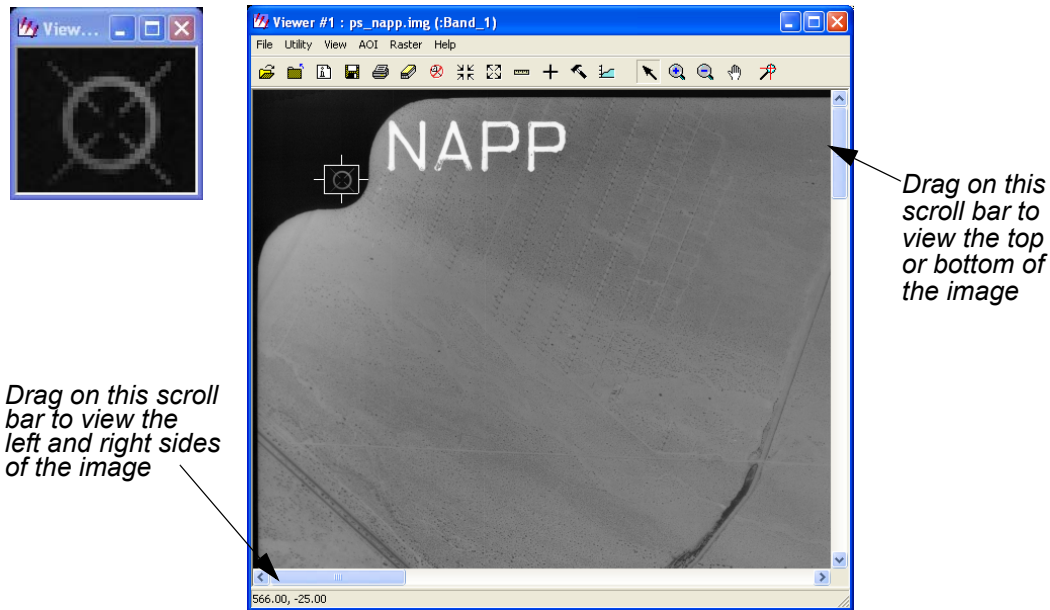 View...
Viewer #1 : ps_napp.img (:Band_1)
File Utility View AOI Raster Help
NAPP
Drag on this
scroll bar to
view the top
or bottom of
the image
Drag on this scroll
bar to view the
left and right sides
of the image
566.00, -25.00